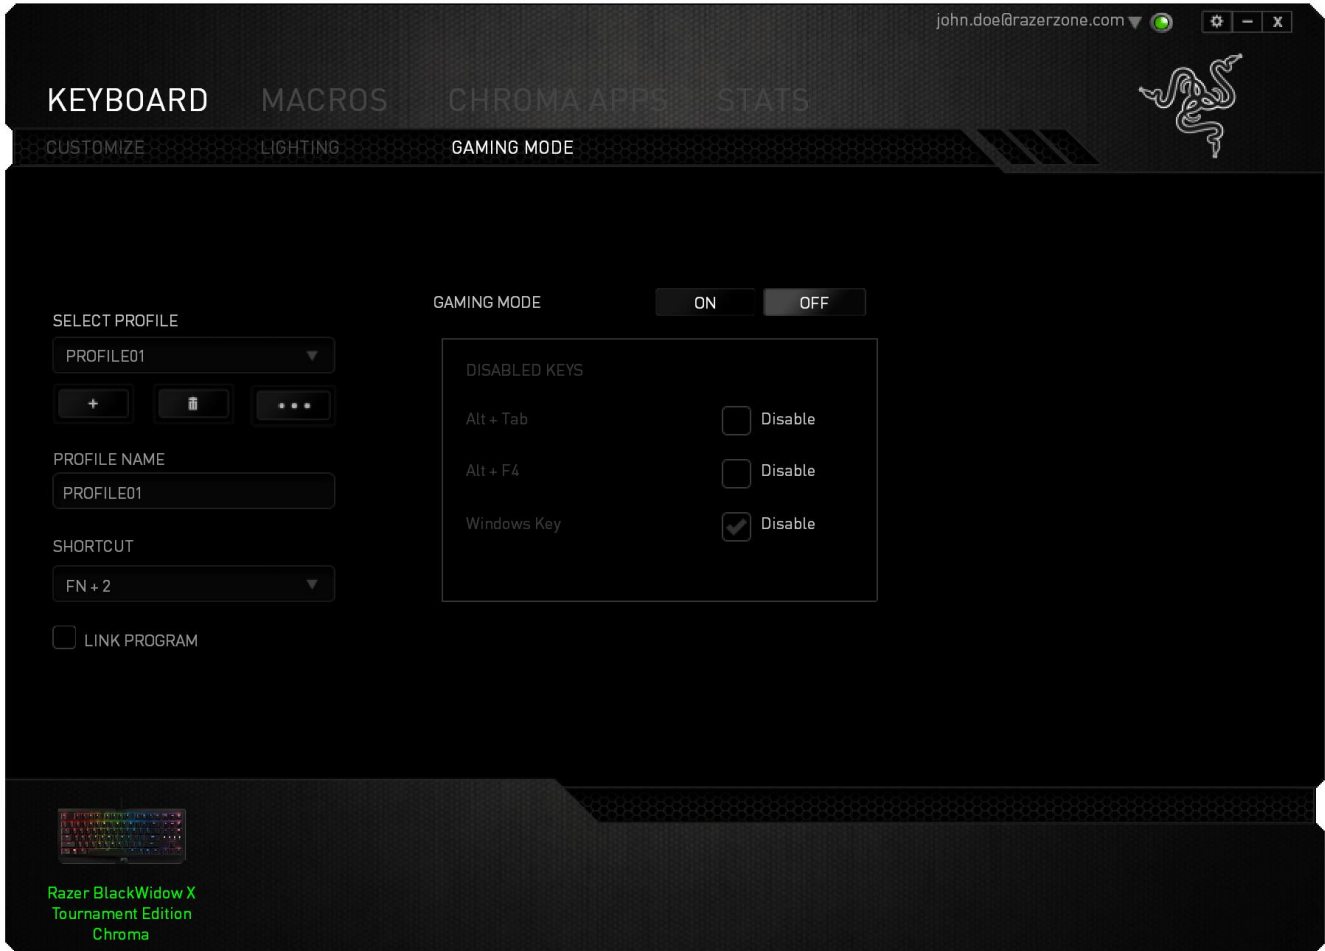 john.doe@razerzone.com
X
KEYBOARD MACROS CHROMA APPS STATS
CUSTOMIZE LIGHTING GAMING MODE
GAMING MODE ON OFF
SELECT PROFILE
PROFILE01
+ •••
PROFILE NAME
PROFILE01
SHORTCUT
FN + 2
LINK PROGRAM
DISABLED KEYS
Alt + Tab Disable
Alt + F4 Disable
Windows Key Disable
Razer BlackWidow X
Tournament Edition
Chroma